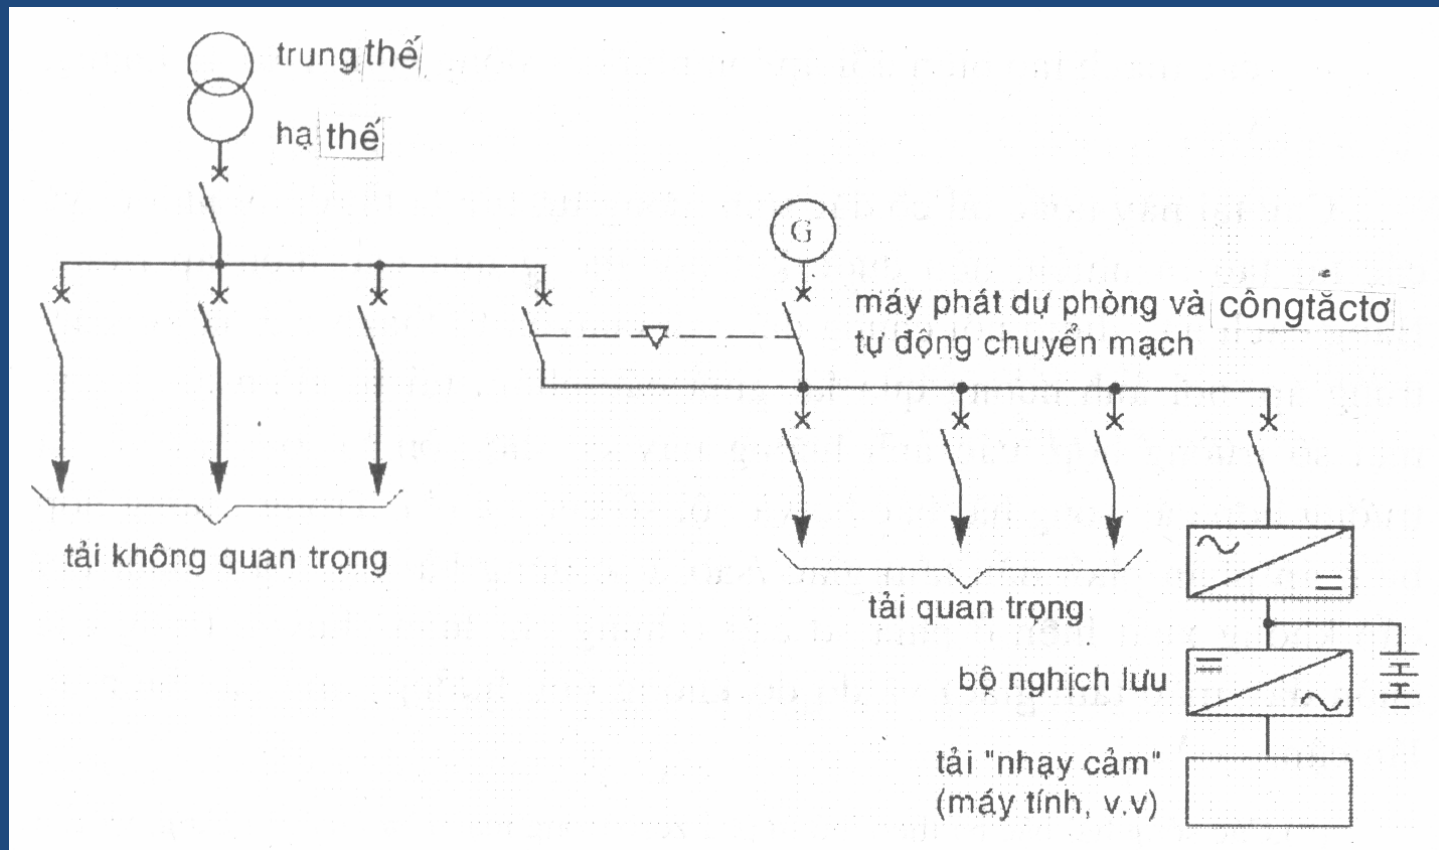 trung thế
hạ thế
G
máy phát dự phòng và côngtắctơ
tự động chuyển mạch
tải không quan trọng
tải quan trọng
bộ nghịch lưu
tải "nhạy cảm"
(máy tính, v.v)